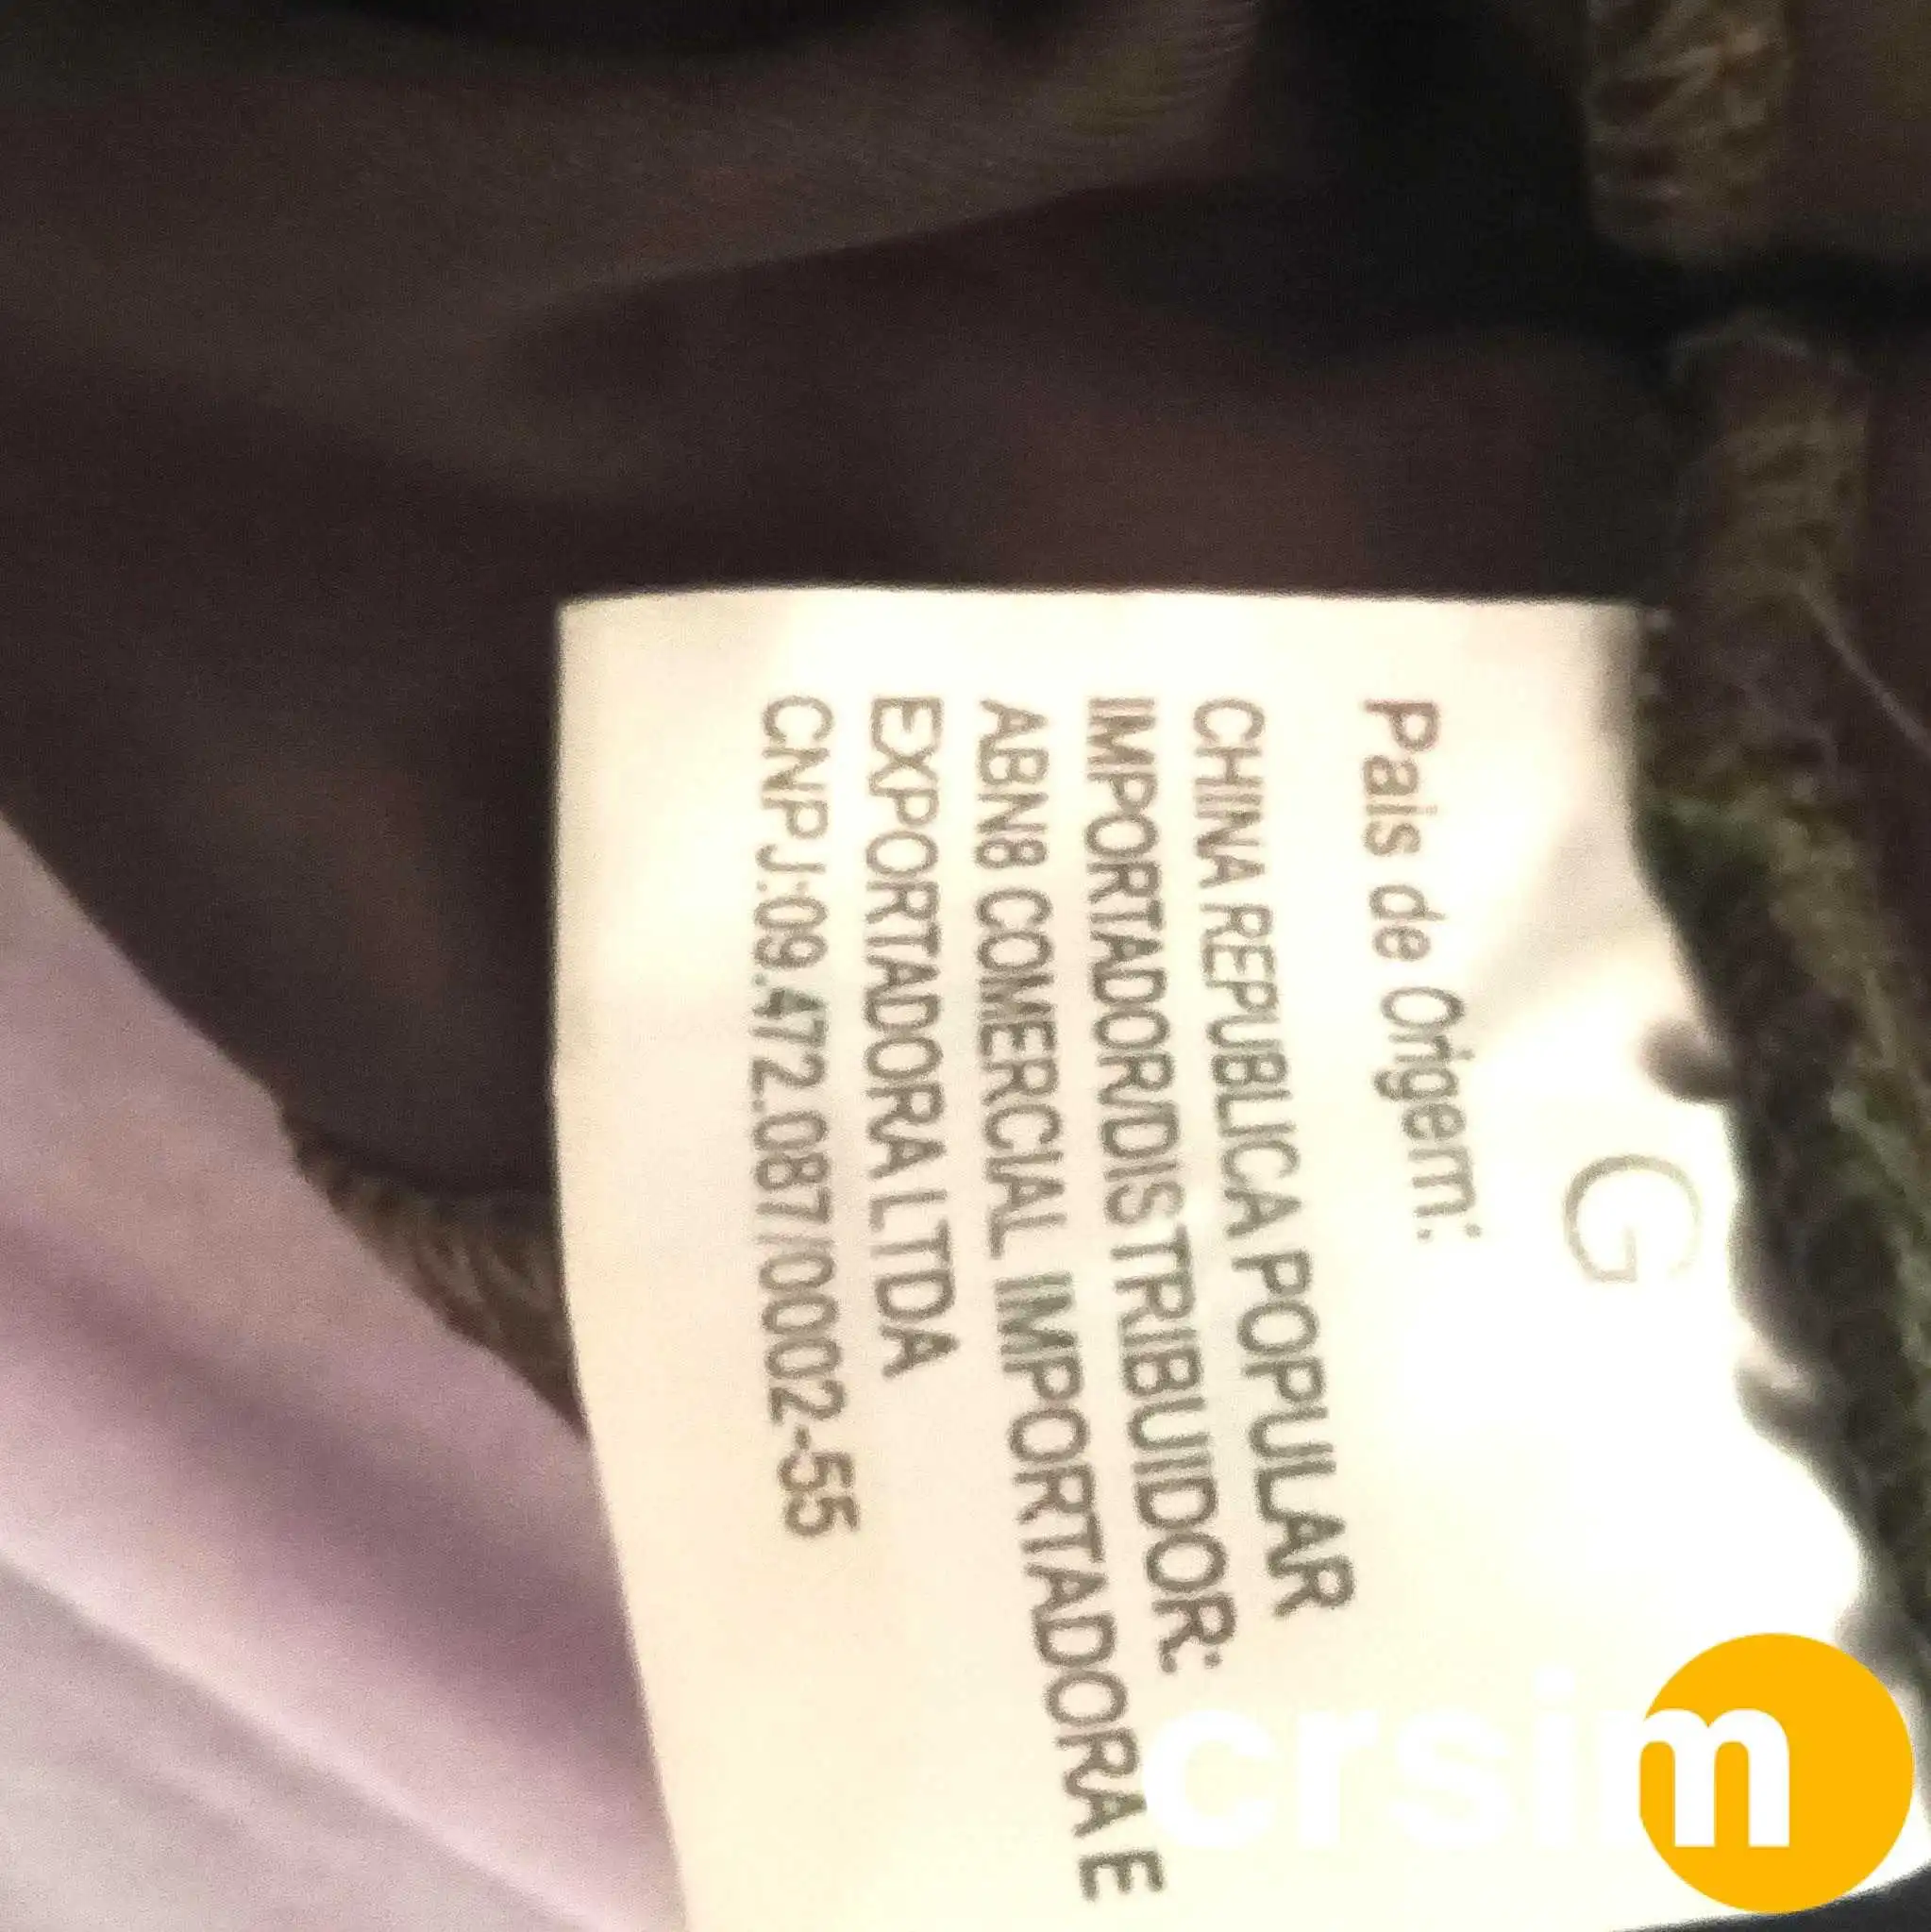 G
Pais de Origem:
CHINA REPUBLICA POPULAR
IMPORTADOR/DISTRIBUIDOR:
ABN8 COMERCIAL IMPORTADORA E
EXPORTADORA LTDA
CNPJ:09.472.087/0002-55
crsim